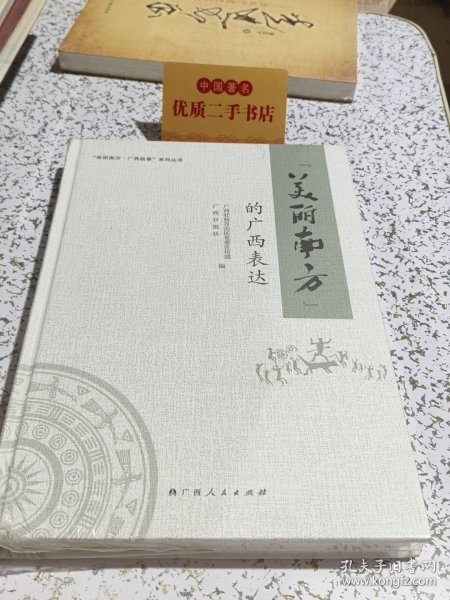 中国著名
优质二手书店
“美丽南方·广西故事”系列丛书
「美丽南方」
的广西表达
广西壮族自治区党委宣传部
广西日报社
编
广西人民出版社
孔夫子旧书网
www.kongfz.com